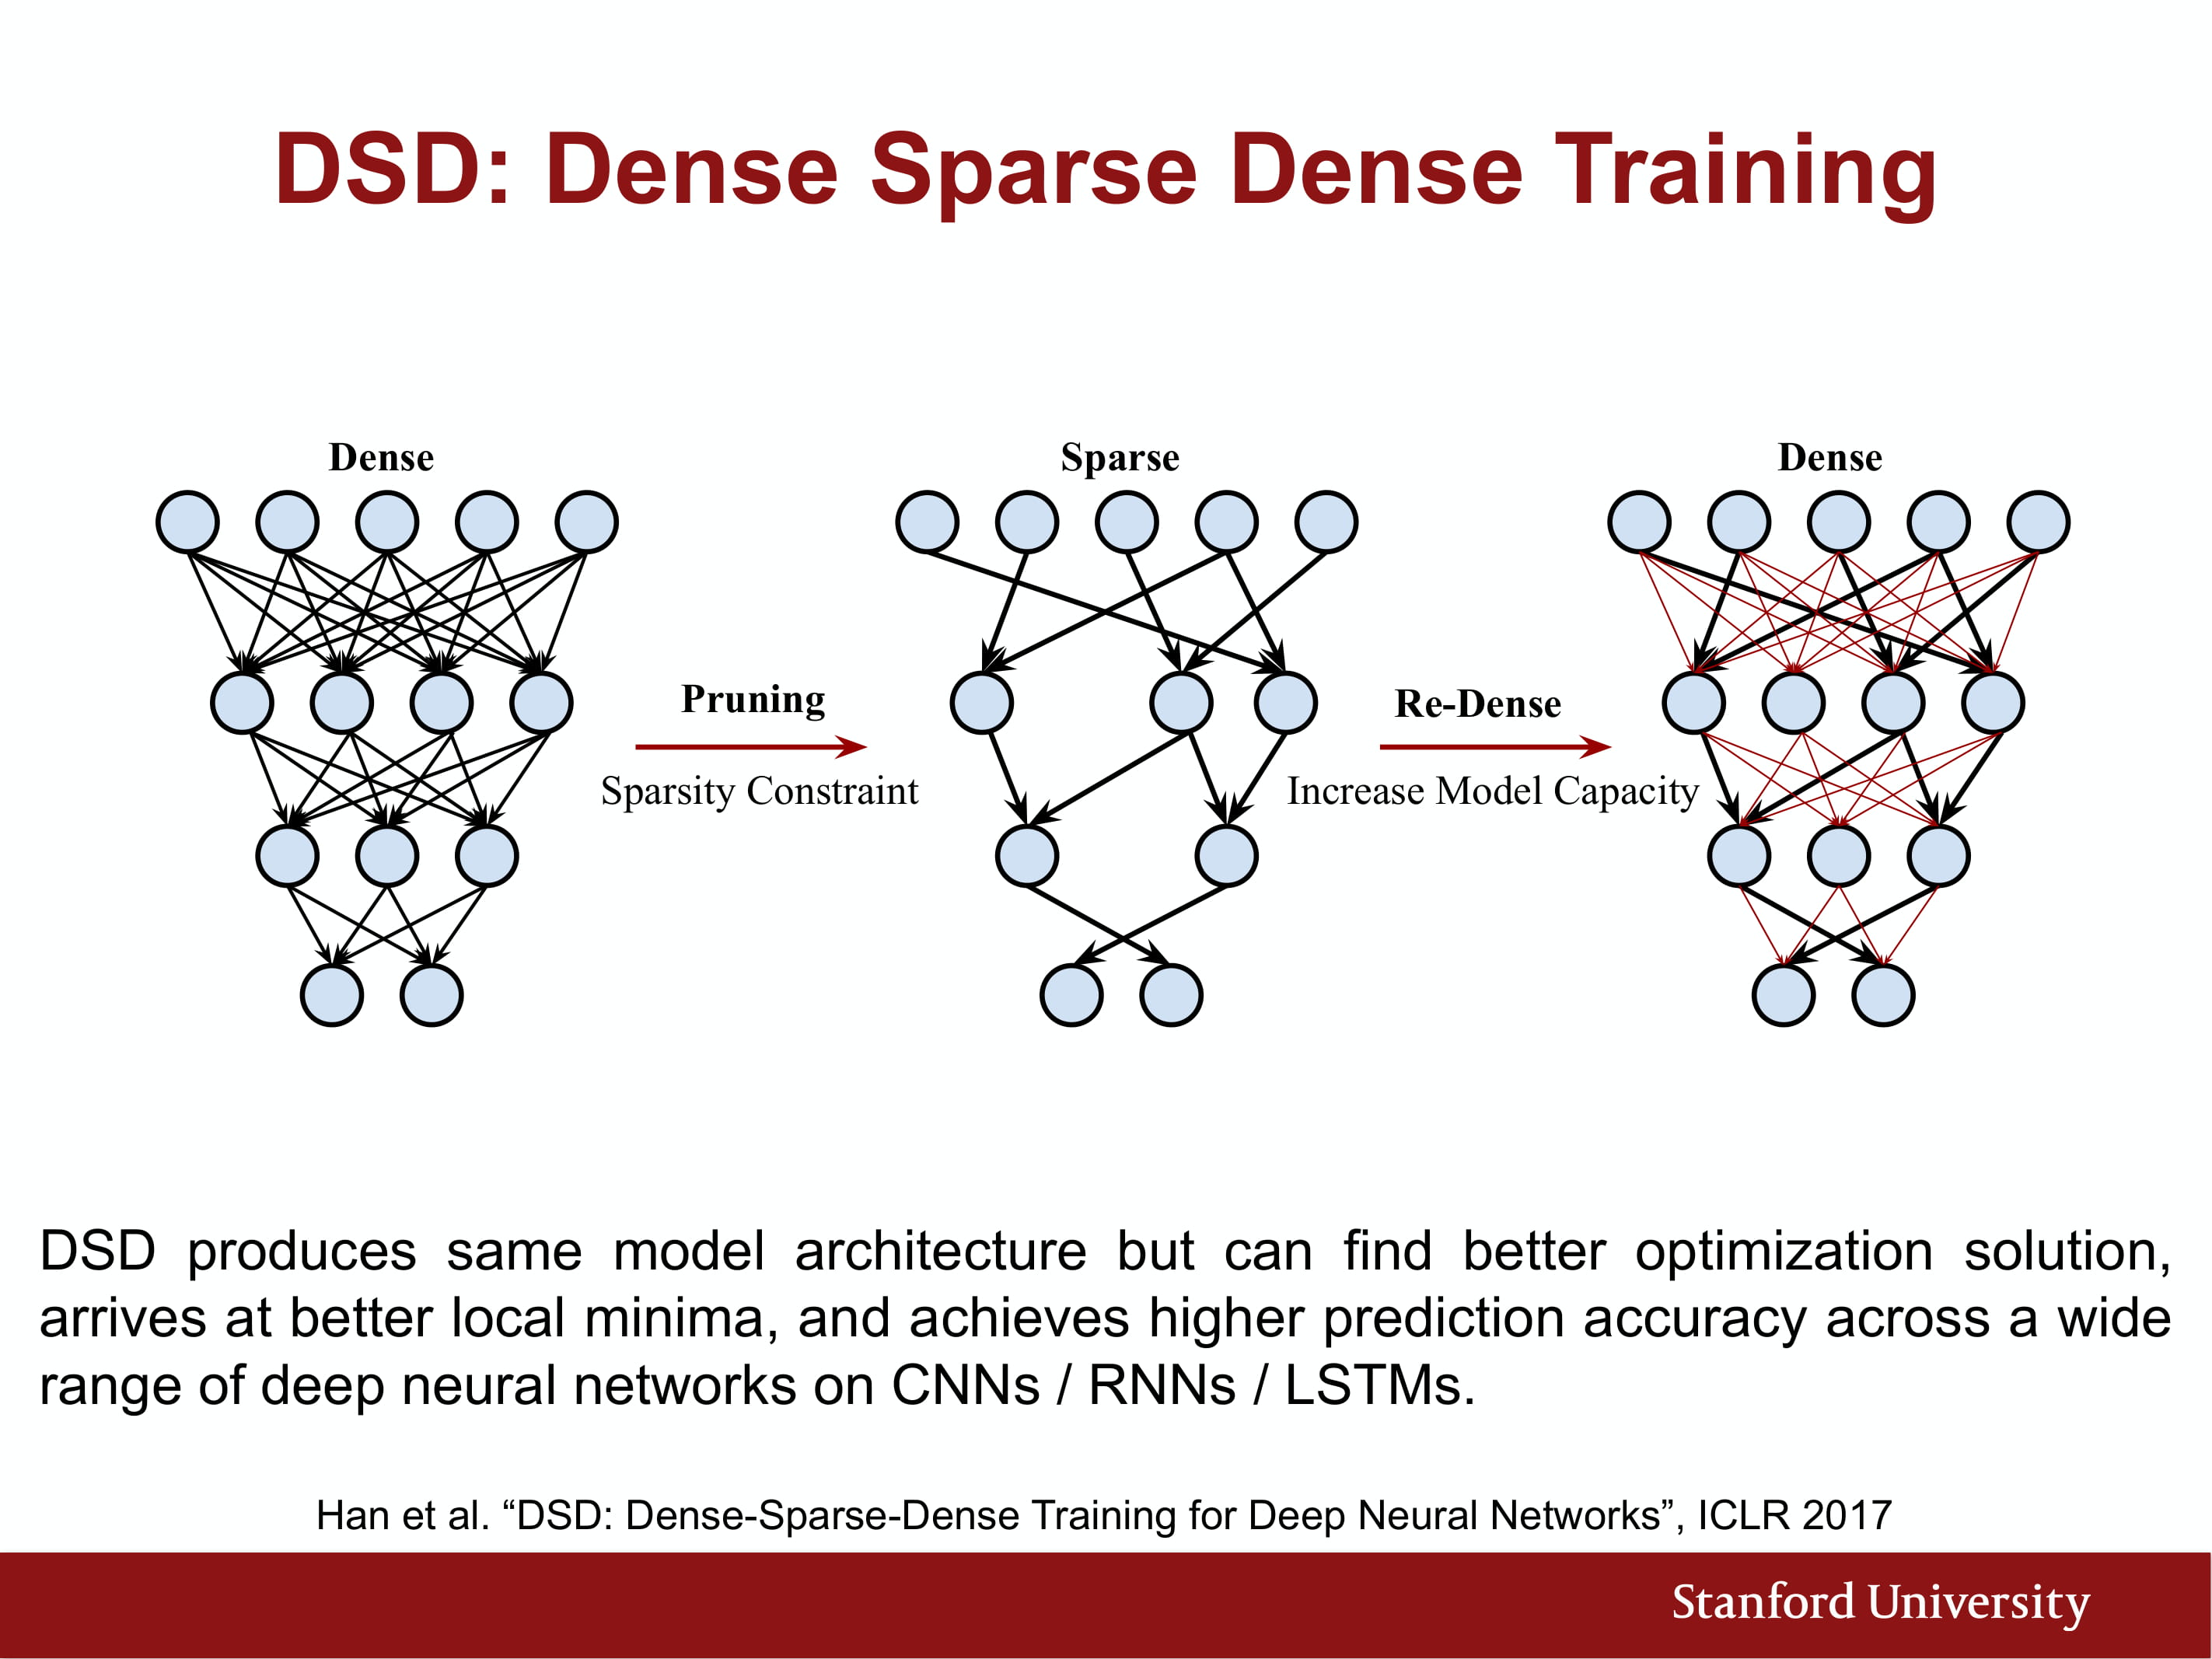 DSD: Dense Sparse Dense Training
Dense
Sparse
Dense
Pruning
Sparsity Constraint
Re-Dense
Increase Model Capacity
DSD produces same model architecture but can find better optimization solution,
arrives at better local minima, and achieves higher prediction accuracy across a wide
range of deep neural networks on CNNs / RNNs / LSTMs.
Han et al. “DSD: Dense-Sparse-Dense Training for Deep Neural Networks”, ICLR 2017
Stanford University